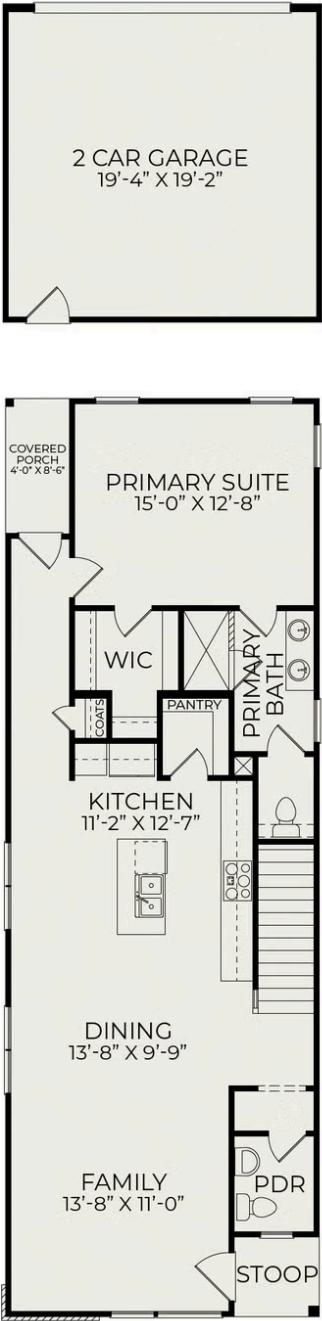 2 CAR GARAGE
19'-4" X 19'-2"
COVERED
PORCH
4'-0" X 8'-6"
PRIMARY SUITE
15'-0" X 12'-8"
WIC
PRIMARY
BATH
COATS
PANTRY
KITCHEN
11'-2" X 12'-7"
DINING
13'-8" X 9'-9"
FAMILY
13'-8" X 11'-0"
PDR
STOOP